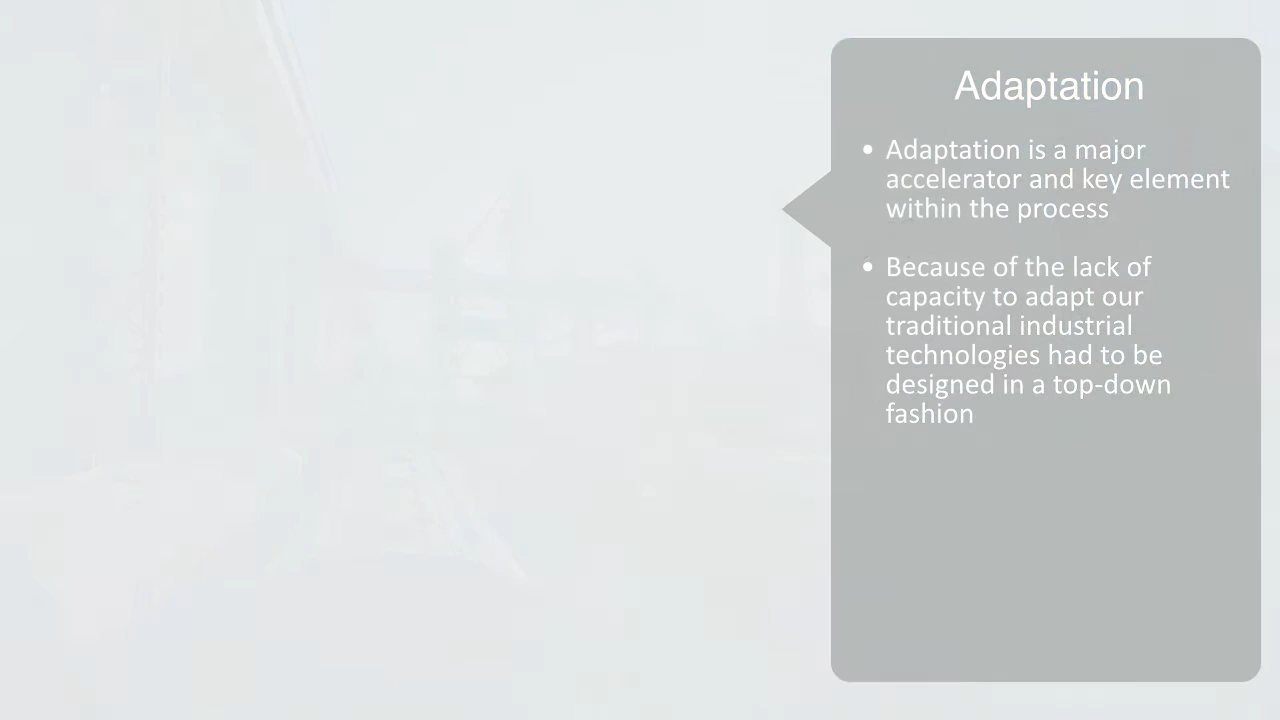 Adaptation
• Adaptation is a major
accelerator and key element
within the process
• Because of the lack of
capacity to adapt our
traditional industrial
technologies had to be
designed in a top-down
fashion